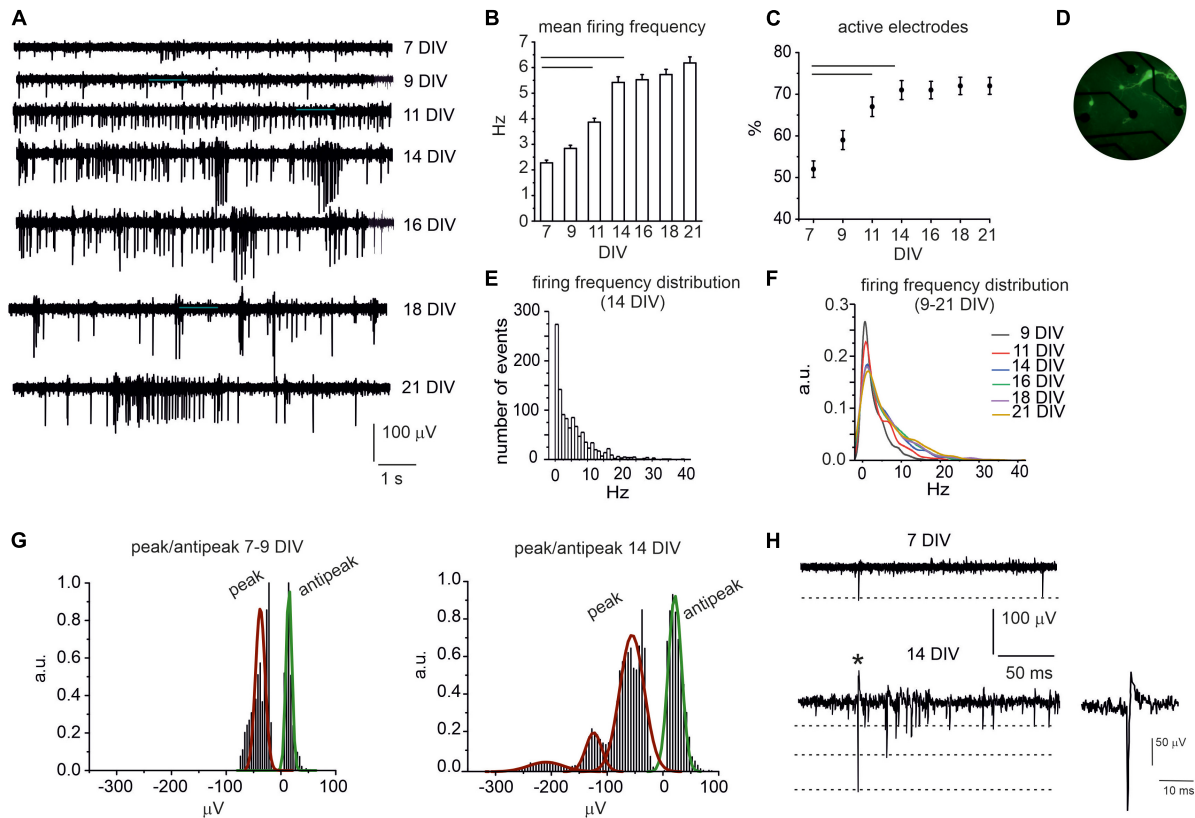 A
7 DIV
9 DIV
11 DIV
14 DIV
16 DIV
18 DIV
21 DIV
100 μV
1 s
B
mean firing frequency
Hz
7
6
5
4
3
2
1
0
7 9 11 14 16 18 21
DIV
C
active electrodes
%
80
70
60
50
40
7 9 11 14 16 18 21
DIV
D
E
firing frequency distribution
(14 DIV)
number of events
300
200
100
0
0 10 20 30 40
Hz
F
firing frequency distribution
(9-21 DIV)
a.u.
0.3
0.2
0.1
0.0
0 10 20 30 40
Hz
9 DIV
11 DIV
14 DIV
16 DIV
18 DIV
21 DIV
G
peak/antipeak 7-9 DIV
peak
antipeak
a.u.
1.0
0.8
0.6
0.4
0.2
0.0
-300 -200 -100 0 100
μV
peak/antipeak 14 DIV
peak
antipeak
a.u.
1.0
0.8
0.6
0.4
0.2
0.0
-300 -200 -100 0 100
μV
H
7 DIV
100 μV
50 ms
*
14 DIV
50 μV
10 ms